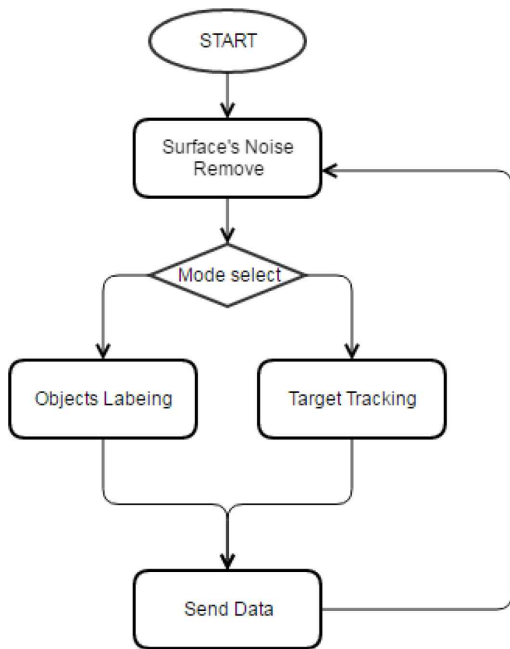 START
Surface's Noise
Remove
Mode select
Objects Labeing
Target Tracking
Send Data